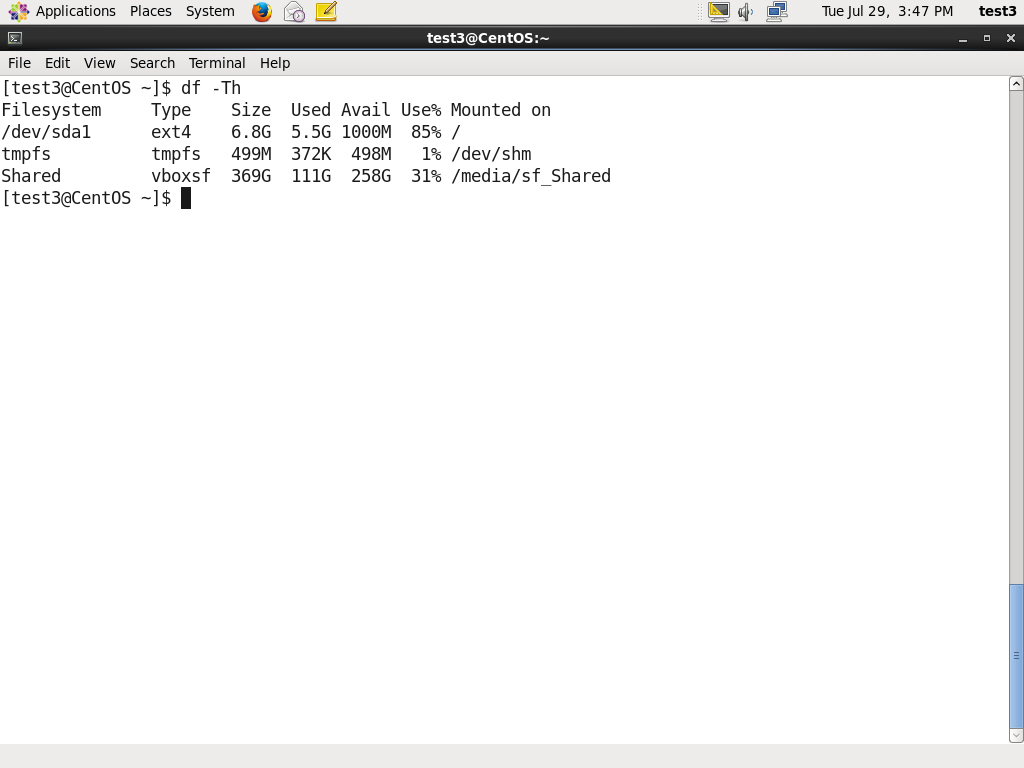 Applications Places System Tue Jul 29, 3:47 PM test3
test3@CentOS:~
File Edit View Search Terminal Help
[test3@CentOS ~]$ df -Th
Filesystem     Type    Size  Used Avail Use% Mounted on
/dev/sda1      ext4    6.8G  5.5G 1000M  85% /
tmpfs          tmpfs   499M  372K  498M   1% /dev/shm
Shared         vboxsf  369G  111G  258G  31% /media/sf_Shared
[test3@CentOS ~]$